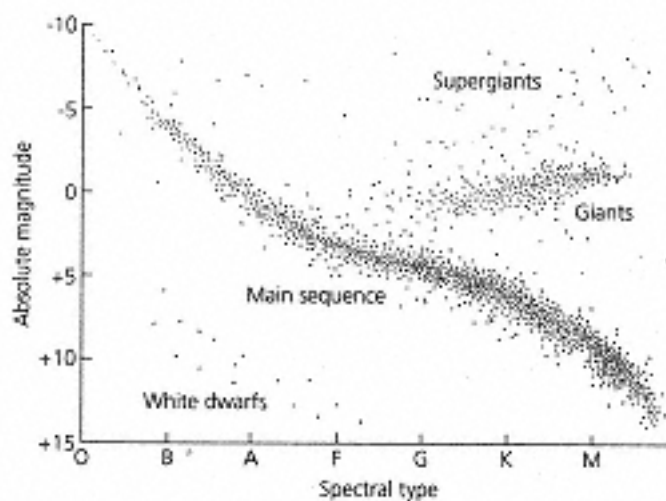 -10
-5
0
+5
+10
+15
Absolute magnitude
Supergiants
Giants
Main sequence
White dwarfs
O B A F G K M
Spectral type